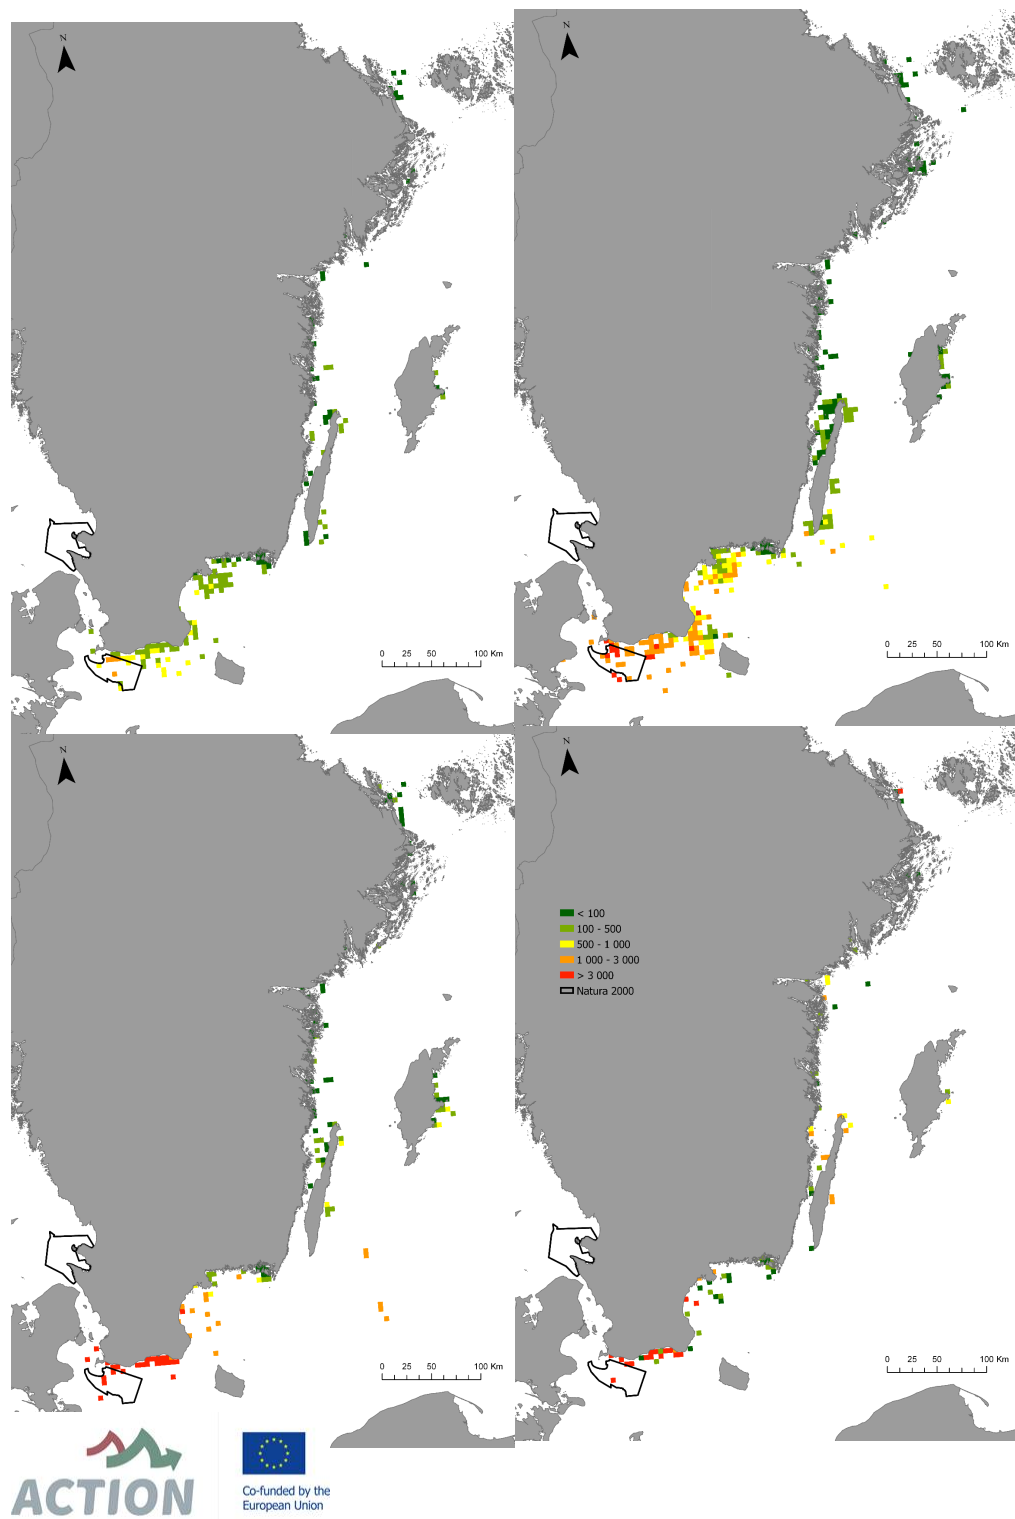 N
N
0 25 50 100 Km
0 25 50 100 Km
N
N
< 100
100 - 500
500 - 1 000
1 000 - 3 000
> 3 000
Natura 2000
0 25 50 100 Km
0 25 50 100 Km
ACTION
Co-funded by the
European Union